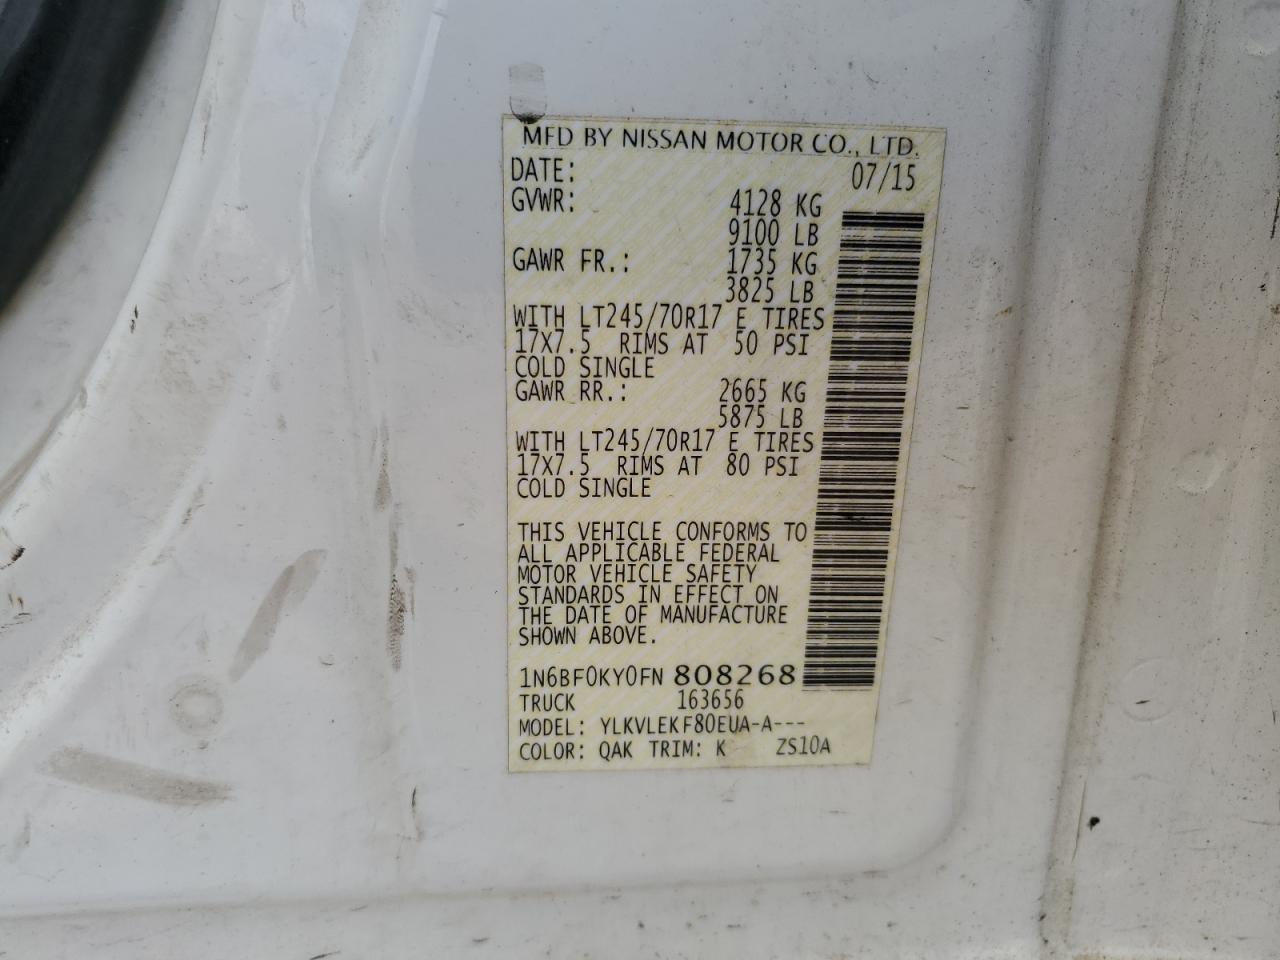 MFD BY NISSAN MOTOR CO., LTD.
DATE: 07/15
GVWR: 4128 KG
9100 LB
GAWR FR.: 1735 KG
3825 LB
WITH LT245/70R17 E TIRES
17X7.5 RIMS AT 50 PSI
COLD SINGLE
GAWR RR.: 2665 KG
5875 LB
WITH LT245/70R17 E TIRES
17X7.5 RIMS AT 80 PSI
COLD SINGLE
THIS VEHICLE CONFORMS TO
ALL APPLICABLE FEDERAL
MOTOR VEHICLE SAFETY
STANDARDS IN EFFECT ON
THE DATE OF MANUFACTURE
SHOWN ABOVE.
1N6BF0KY0FN 808268
TRUCK 163656
MODEL: YLKVLEKF80EUA-A---
COLOR: QAK TRIM: K ZS10A